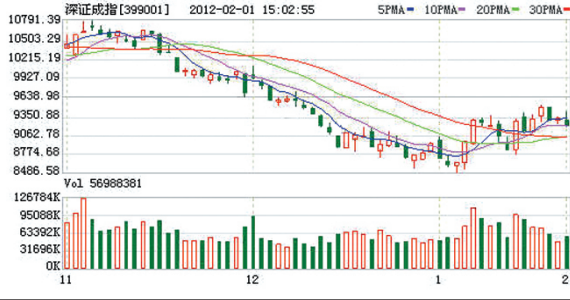 深证成指[399001] 2012-02-01 15:02:55 5PMA 10PMA 20PMA 30PMA
10791.39
10503.29
10215.19
9927.09
9638.98
9350.88
9062.78
8774.68
8486.58
Vol 56988381
126784K
95088K
63392K
31696K
0K
11 12 1 2